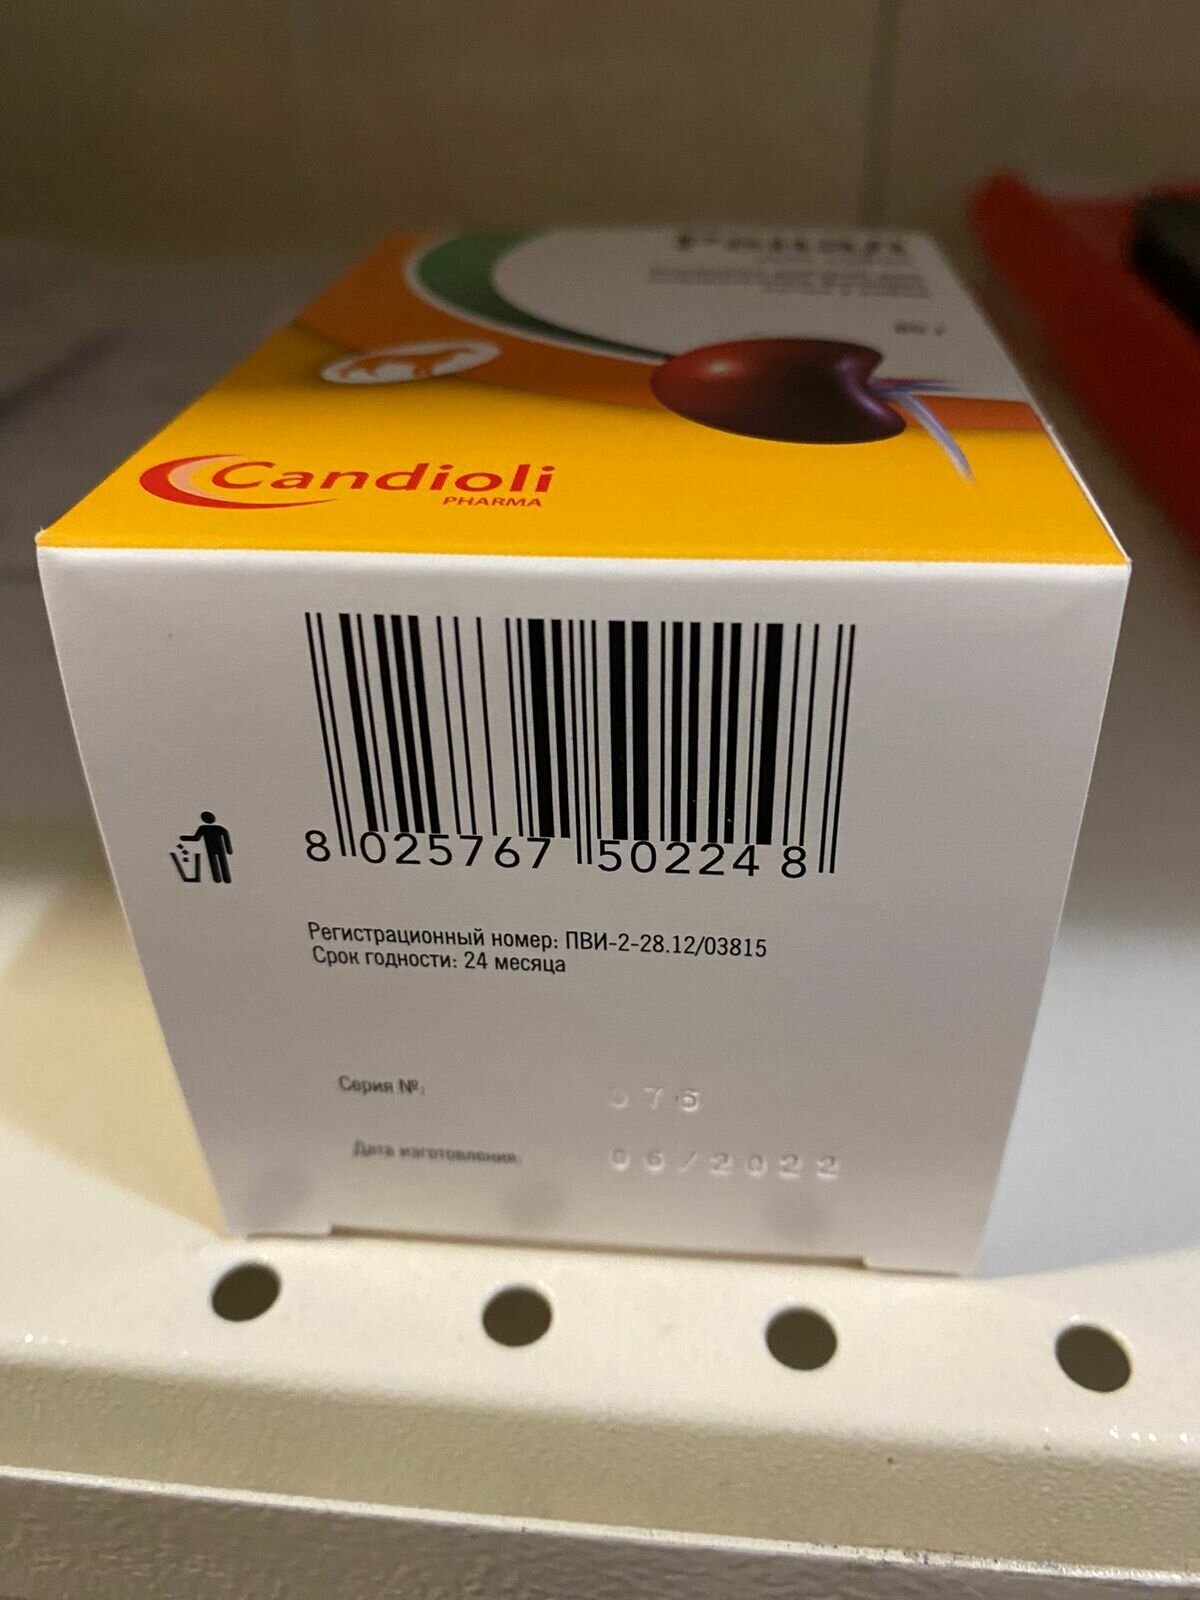 Candioli
PHARMA
8 025767 502248
Регистрационный номер: ПВИ-2-28.12/03815
Срок годности: 24 месяца
Серия №: 076
Дата изготовления: 06/2022